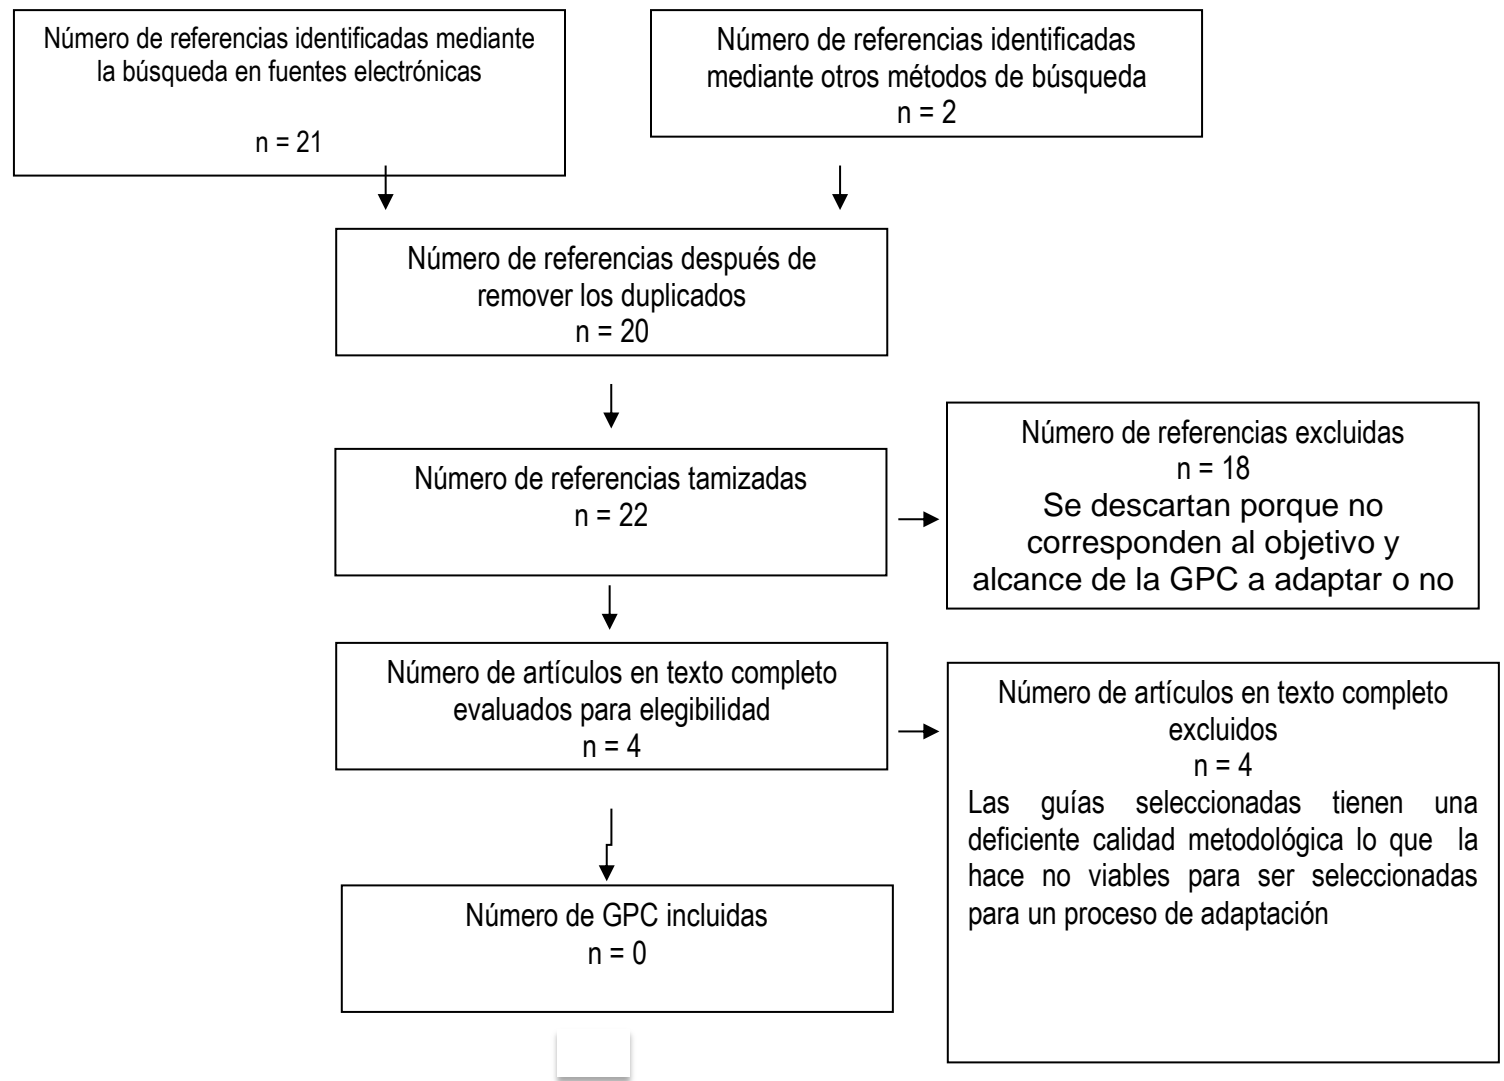 Número de referencias identificadas mediante
la búsqueda en fuentes electrónicas
n = 21
Número de referencias identificadas
mediante otros métodos de búsqueda
n = 2
Número de referencias después de
remover los duplicados
n = 20
Número de referencias tamizadas
n = 22
Número de referencias excluidas
n = 18
Se descartan porque no
corresponden al objetivo y
alcance de la GPC a adaptar o no
Número de artículos en texto completo
evaluados para elegibilidad
n = 4
Número de artículos en texto completo
excluidos
n = 4
Las guías seleccionadas tienen una
deficiente calidad metodológica lo que la
hace no viables para ser seleccionadas
para un proceso de adaptación
Número de GPC incluidas
n = 0